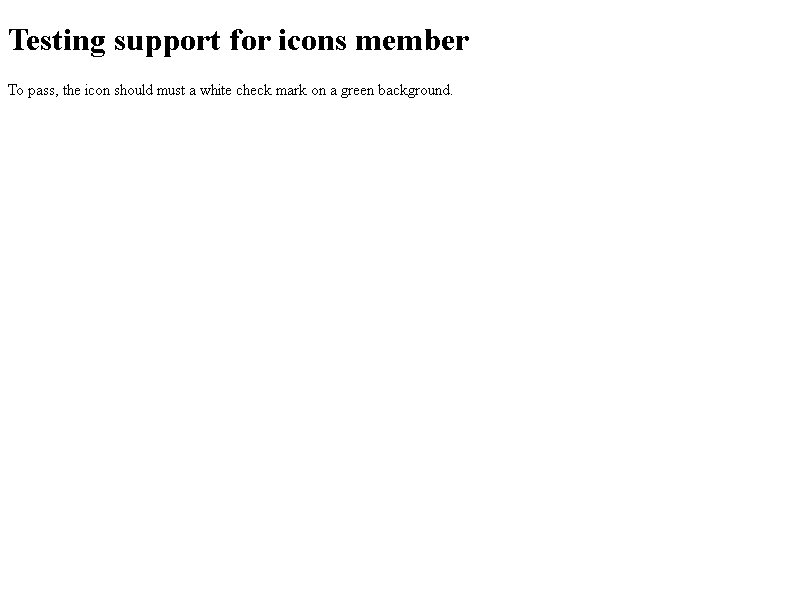 Testing support for icons member
To pass, the icon should must a white check mark on a green background.